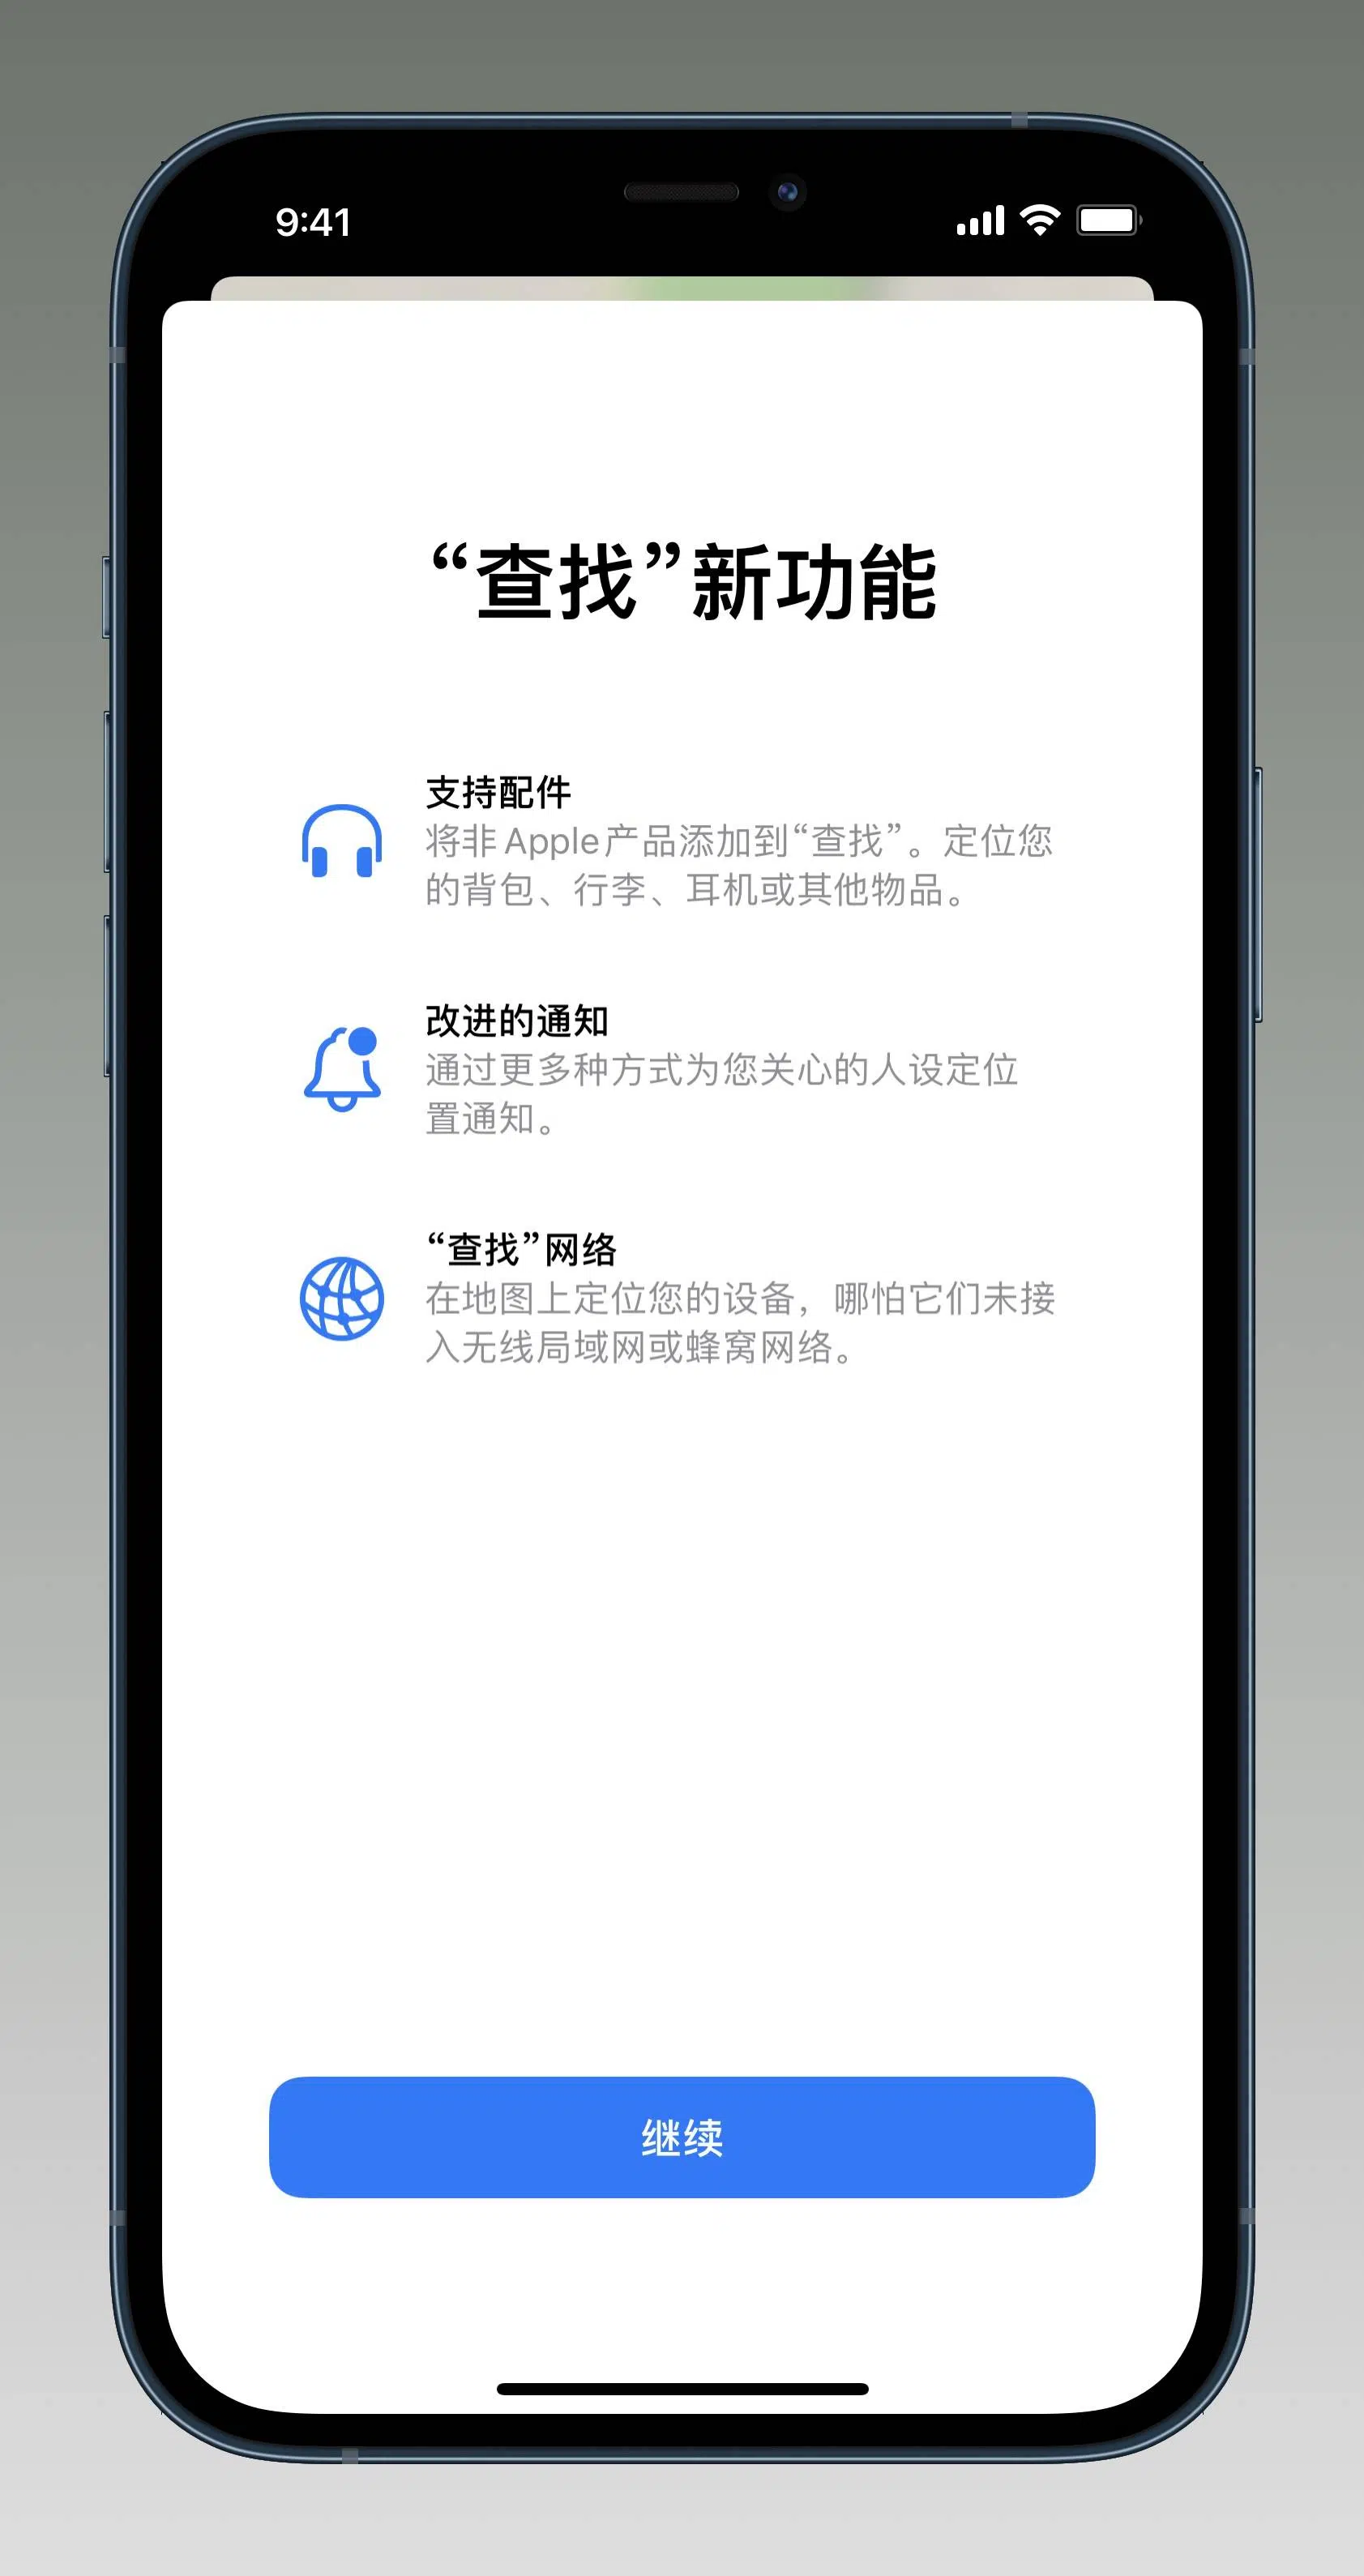 9:41
“查找”新功能
支持配件
将非 Apple 产品添加到“查找”。定位您
的背包、行李、耳机或其他物品。
改进的通知
通过更多种方式为您关心的人设定位
置通知。
“查找”网络
在地图上定位您的设备，哪怕它们未接
入无线局域网或蜂窝网络。
继续